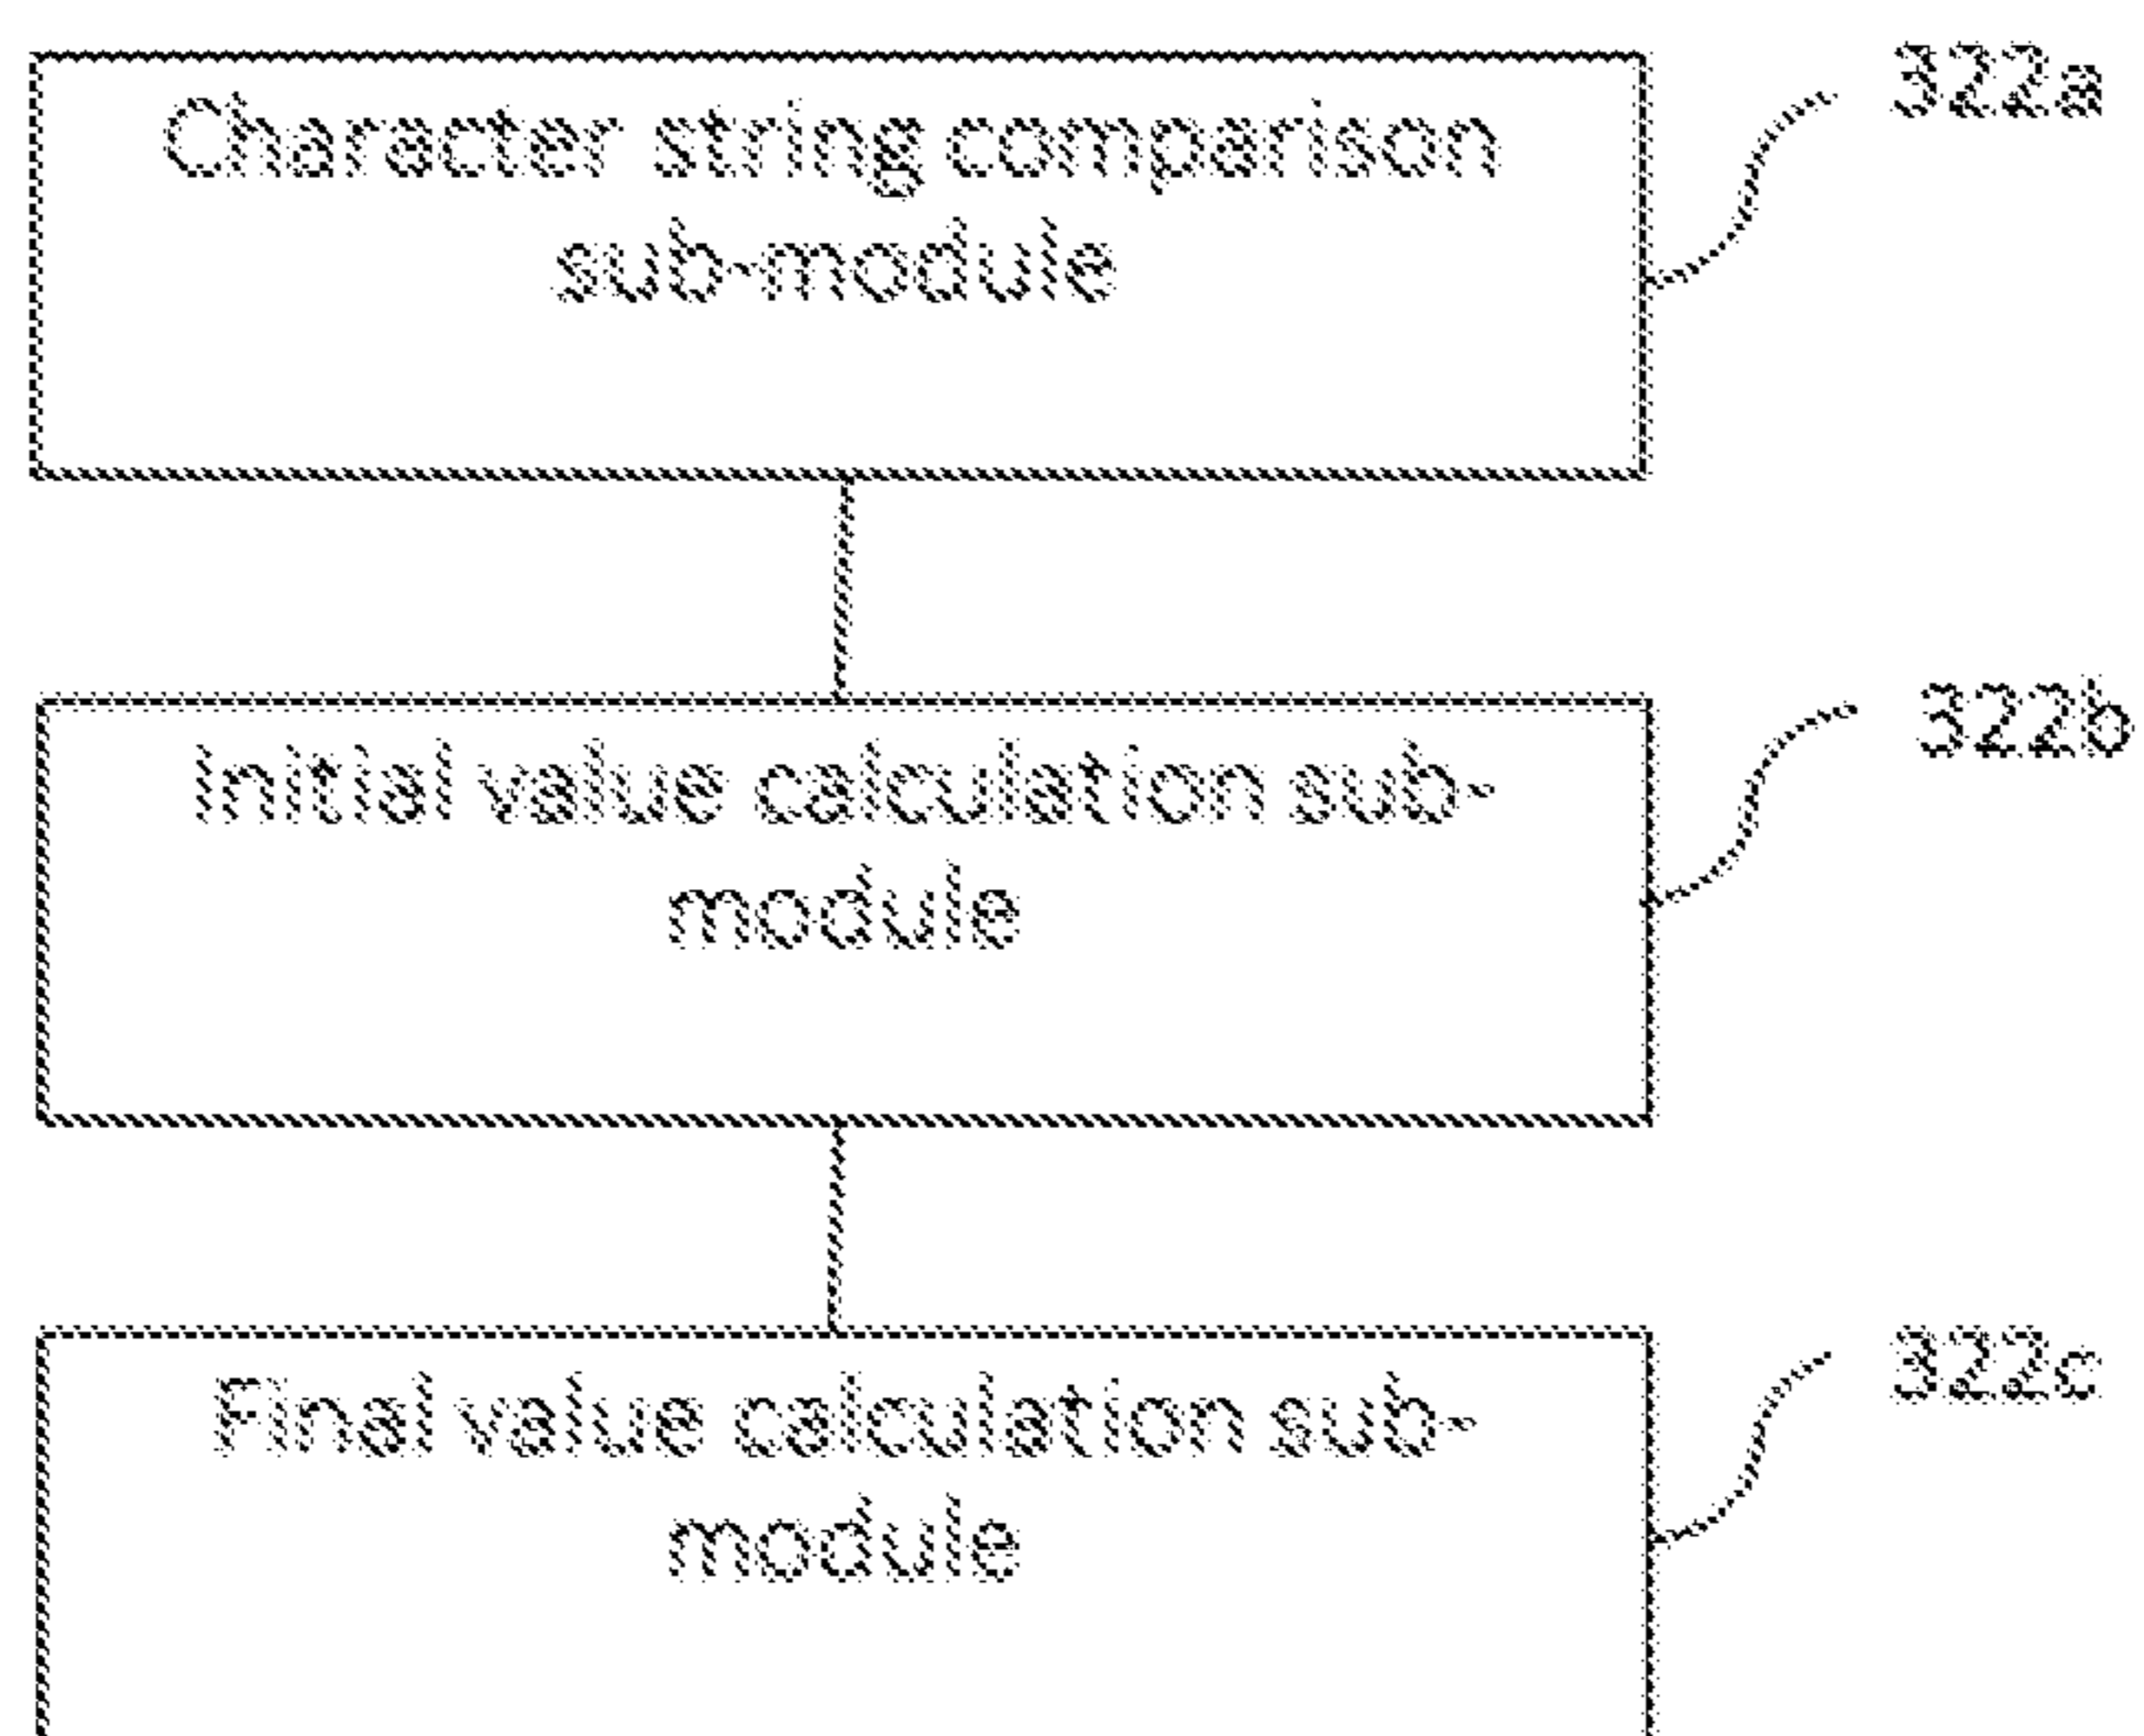 Character string comparison
sub-module
322a
Initial value calculation sub-
module
322b
Final value calculation sub-
module
322c